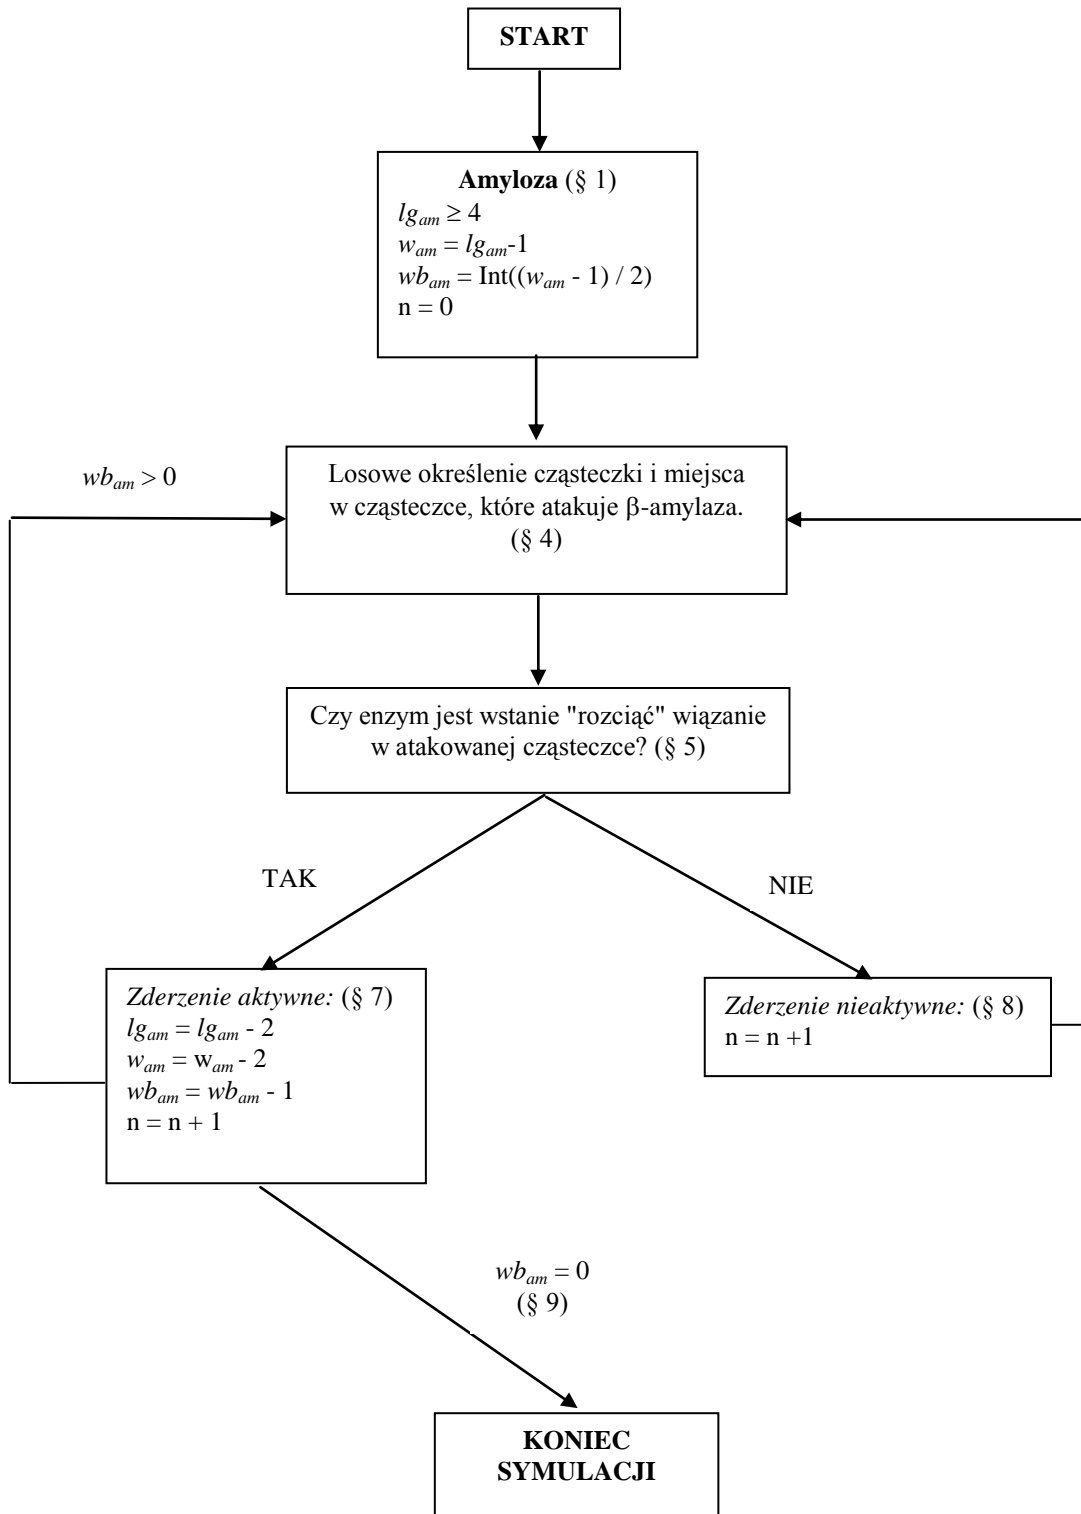 START
Amyloza (§ 1)
lgam ≥ 4
wam = lgam-1
wbam = Int((wam - 1) / 2)
n = 0
wbam > 0
Losowe określenie cząsteczki i miejsca
w cząsteczce, które atakuje β-amylaza.
(§ 4)
Czy enzym jest wstanie "rozciąć" wiązanie
w atakowanej cząsteczce? (§ 5)
TAK
NIE
Zderzenie aktywne: (§ 7)
lgam = lgam - 2
wam = wam - 2
wbam = wbam - 1
n = n + 1
Zderzenie nieaktywne: (§ 8)
n = n +1
wbam = 0
(§ 9)
KONIEC
SYMULACJI